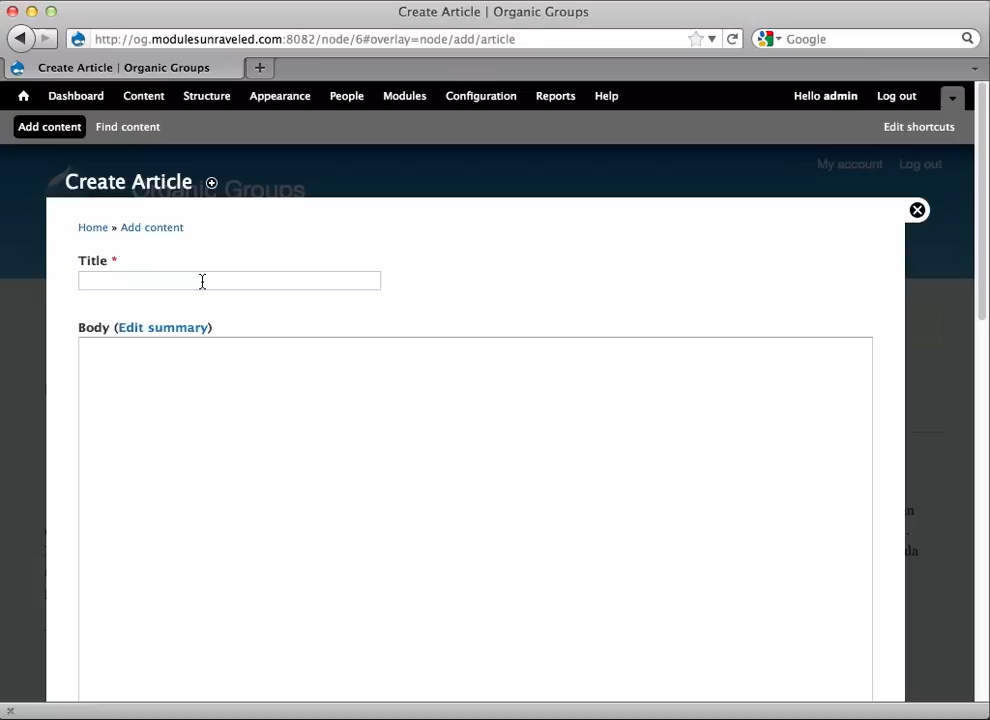 Create Article | Organic Groups
http://og.modulesunraveled.com:8082/node/6#overlay=node/add/article
Google
Create Article | Organic Groups
Dashboard Content Structure Appearance People Modules Configuration Reports Help Hello admin Log out
Add content Find content Edit shortcuts
My account Log out
Create Article
Organic Groups
Home » Add content
Title *
Body (Edit summary)